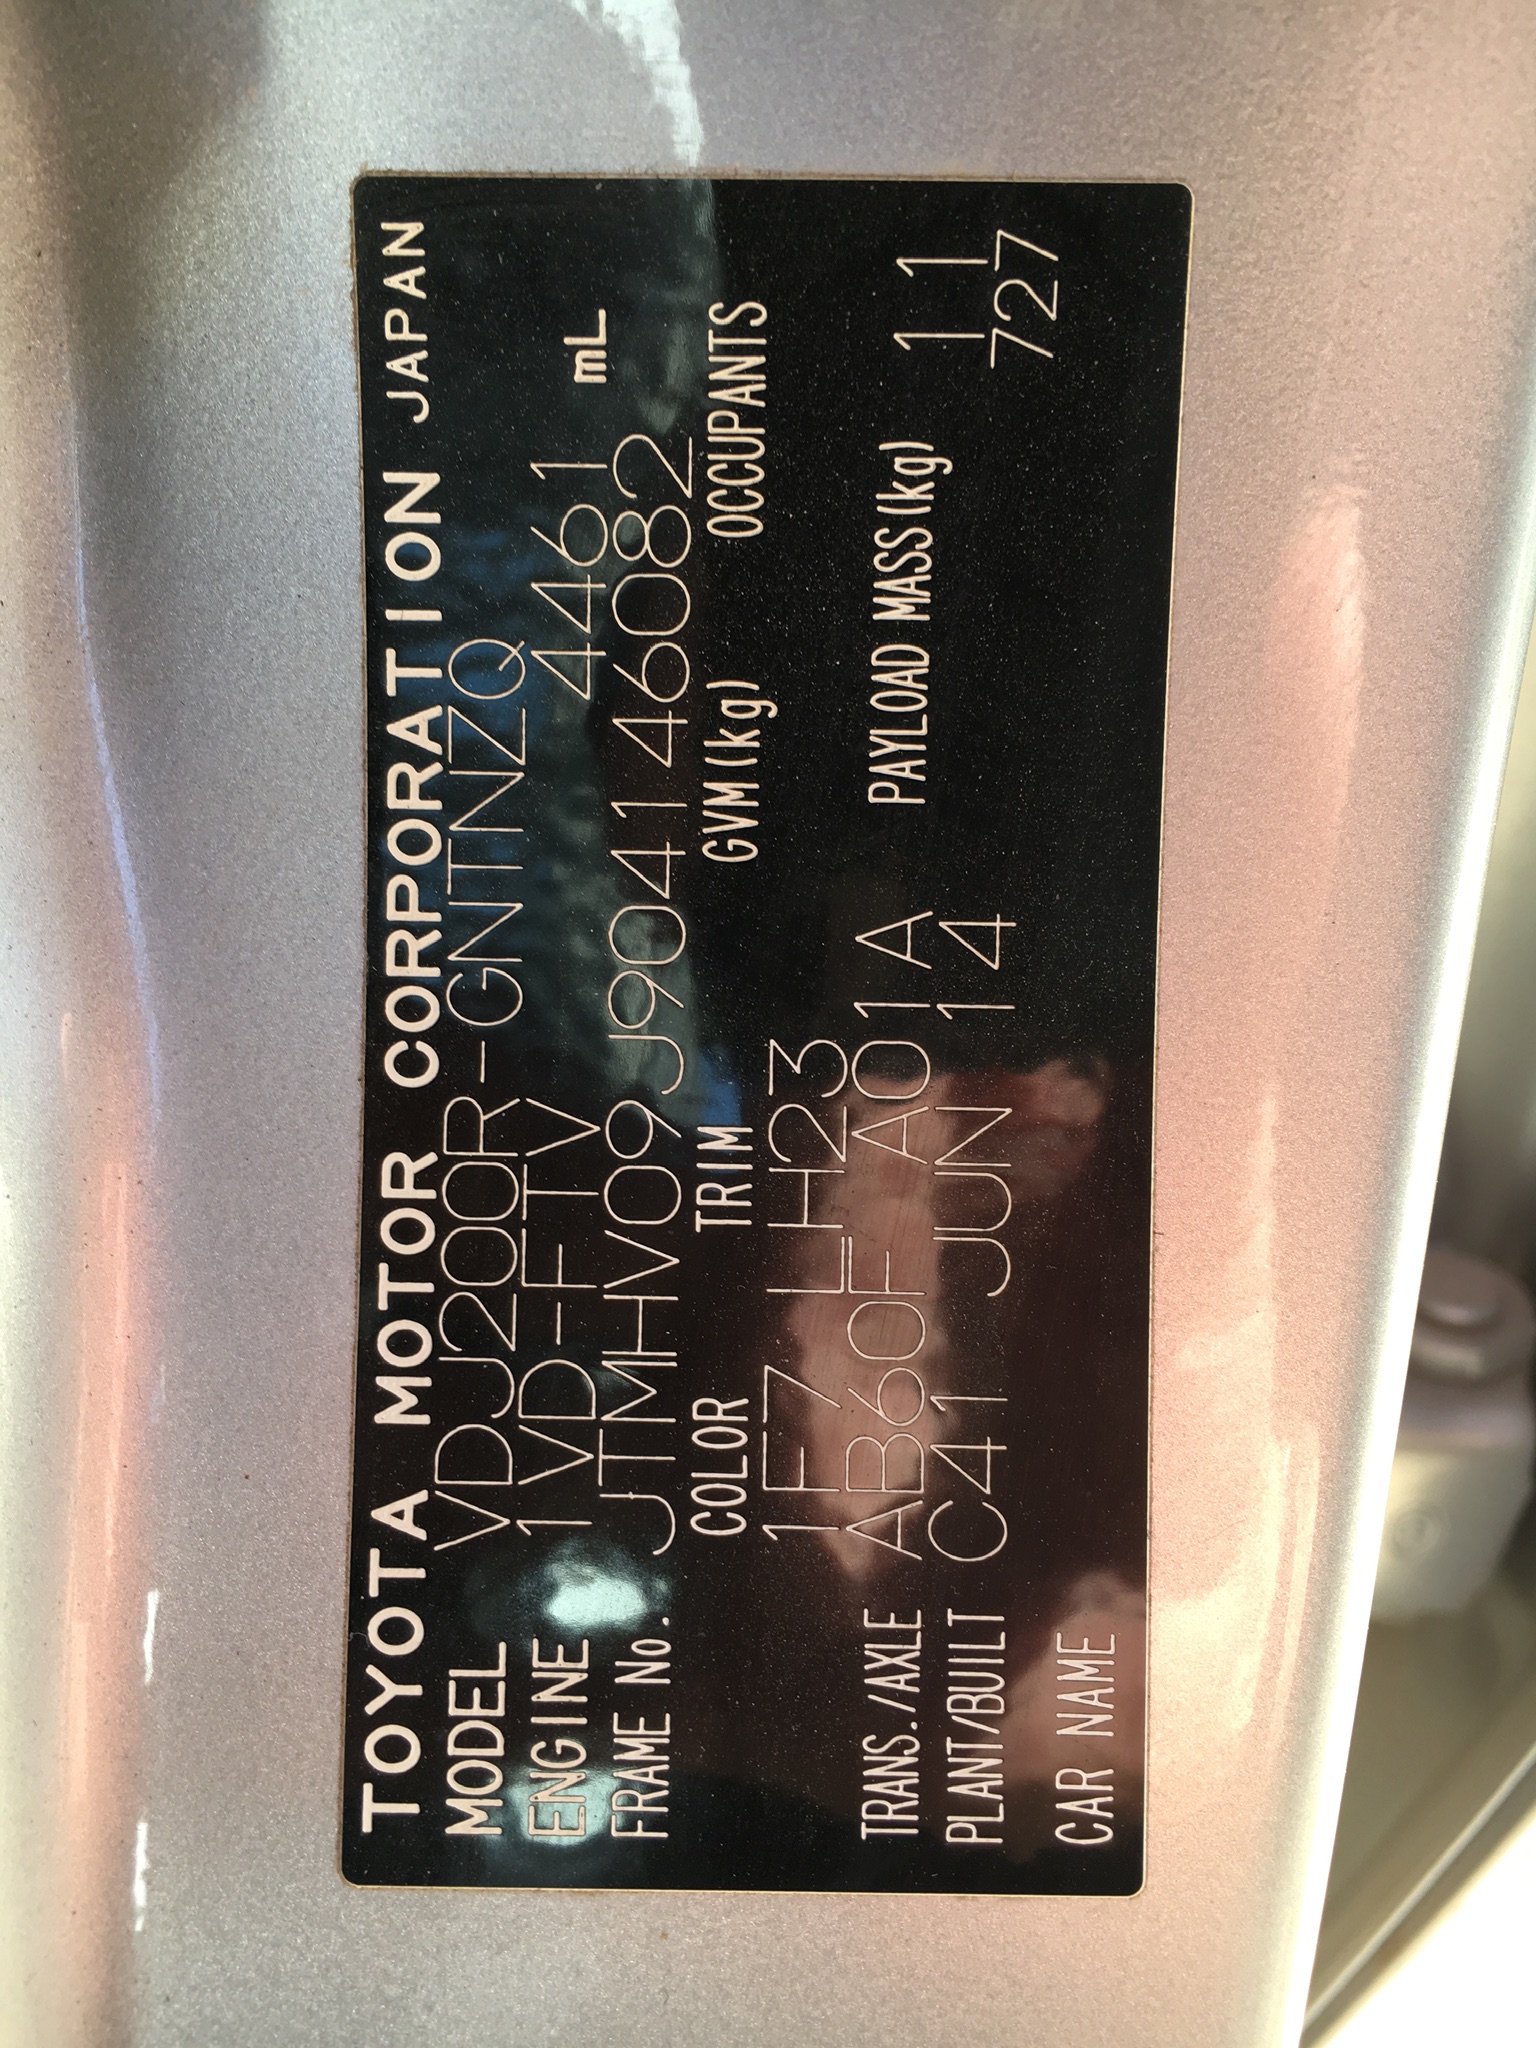 TOYOTA MOTOR CORPORATION JAPAN
MODEL VDJ200R-GNTNZQ
ENGINE 1VD-FTV 4461 mL
FRAME No. JTMHV09J904146082
COLOR TRIM GVM(kg) OCCUPANTS
1F7 LH23
TRANS./AXLE AB60F A01A PAYLOAD MASS(kg) 11
PLANT/BUILT C41 JUN 14 727
CAR NAME